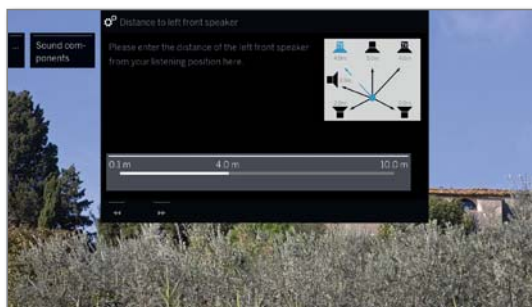 Distance to left front speaker
... Sound com-
ponents
Please enter the distance of the left front speaker
from your listening position here.
0.1 m 4.0 m 10.0 m